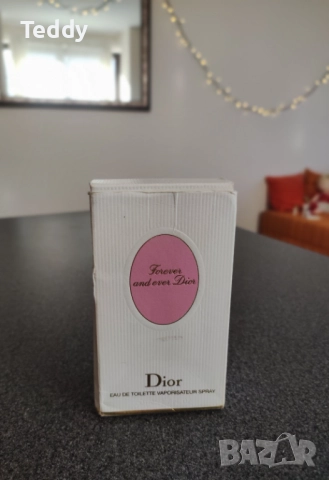 Teddy
Forever
and ever Dior
Dior
EAU DE TOILETTE VAPORISATEUR SPRAY
BAZAR